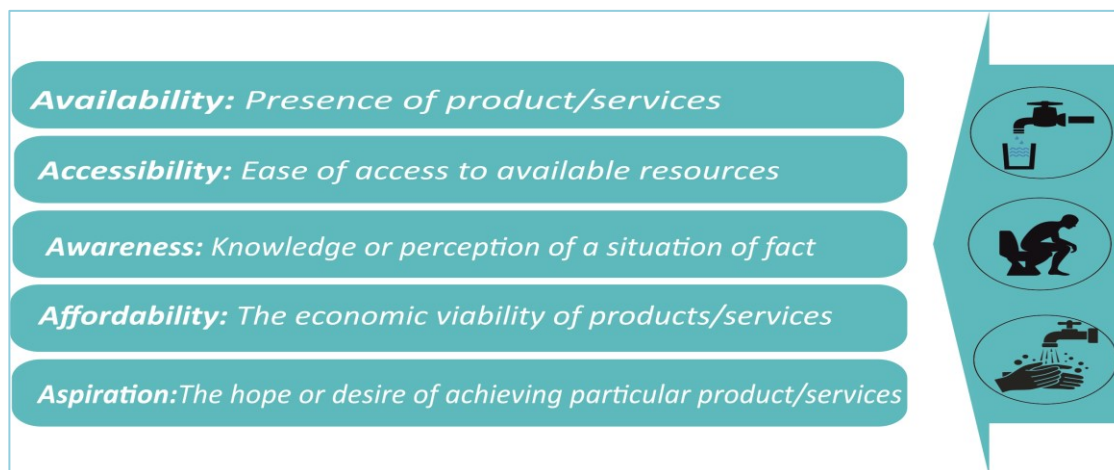 Availability: Presence of product/services
Accessibility: Ease of access to available resources
Awareness: Knowledge or perception of a situation of fact
Affordability: The economic viability of products/services
Aspiration:The hope or desire of achieving particular product/services